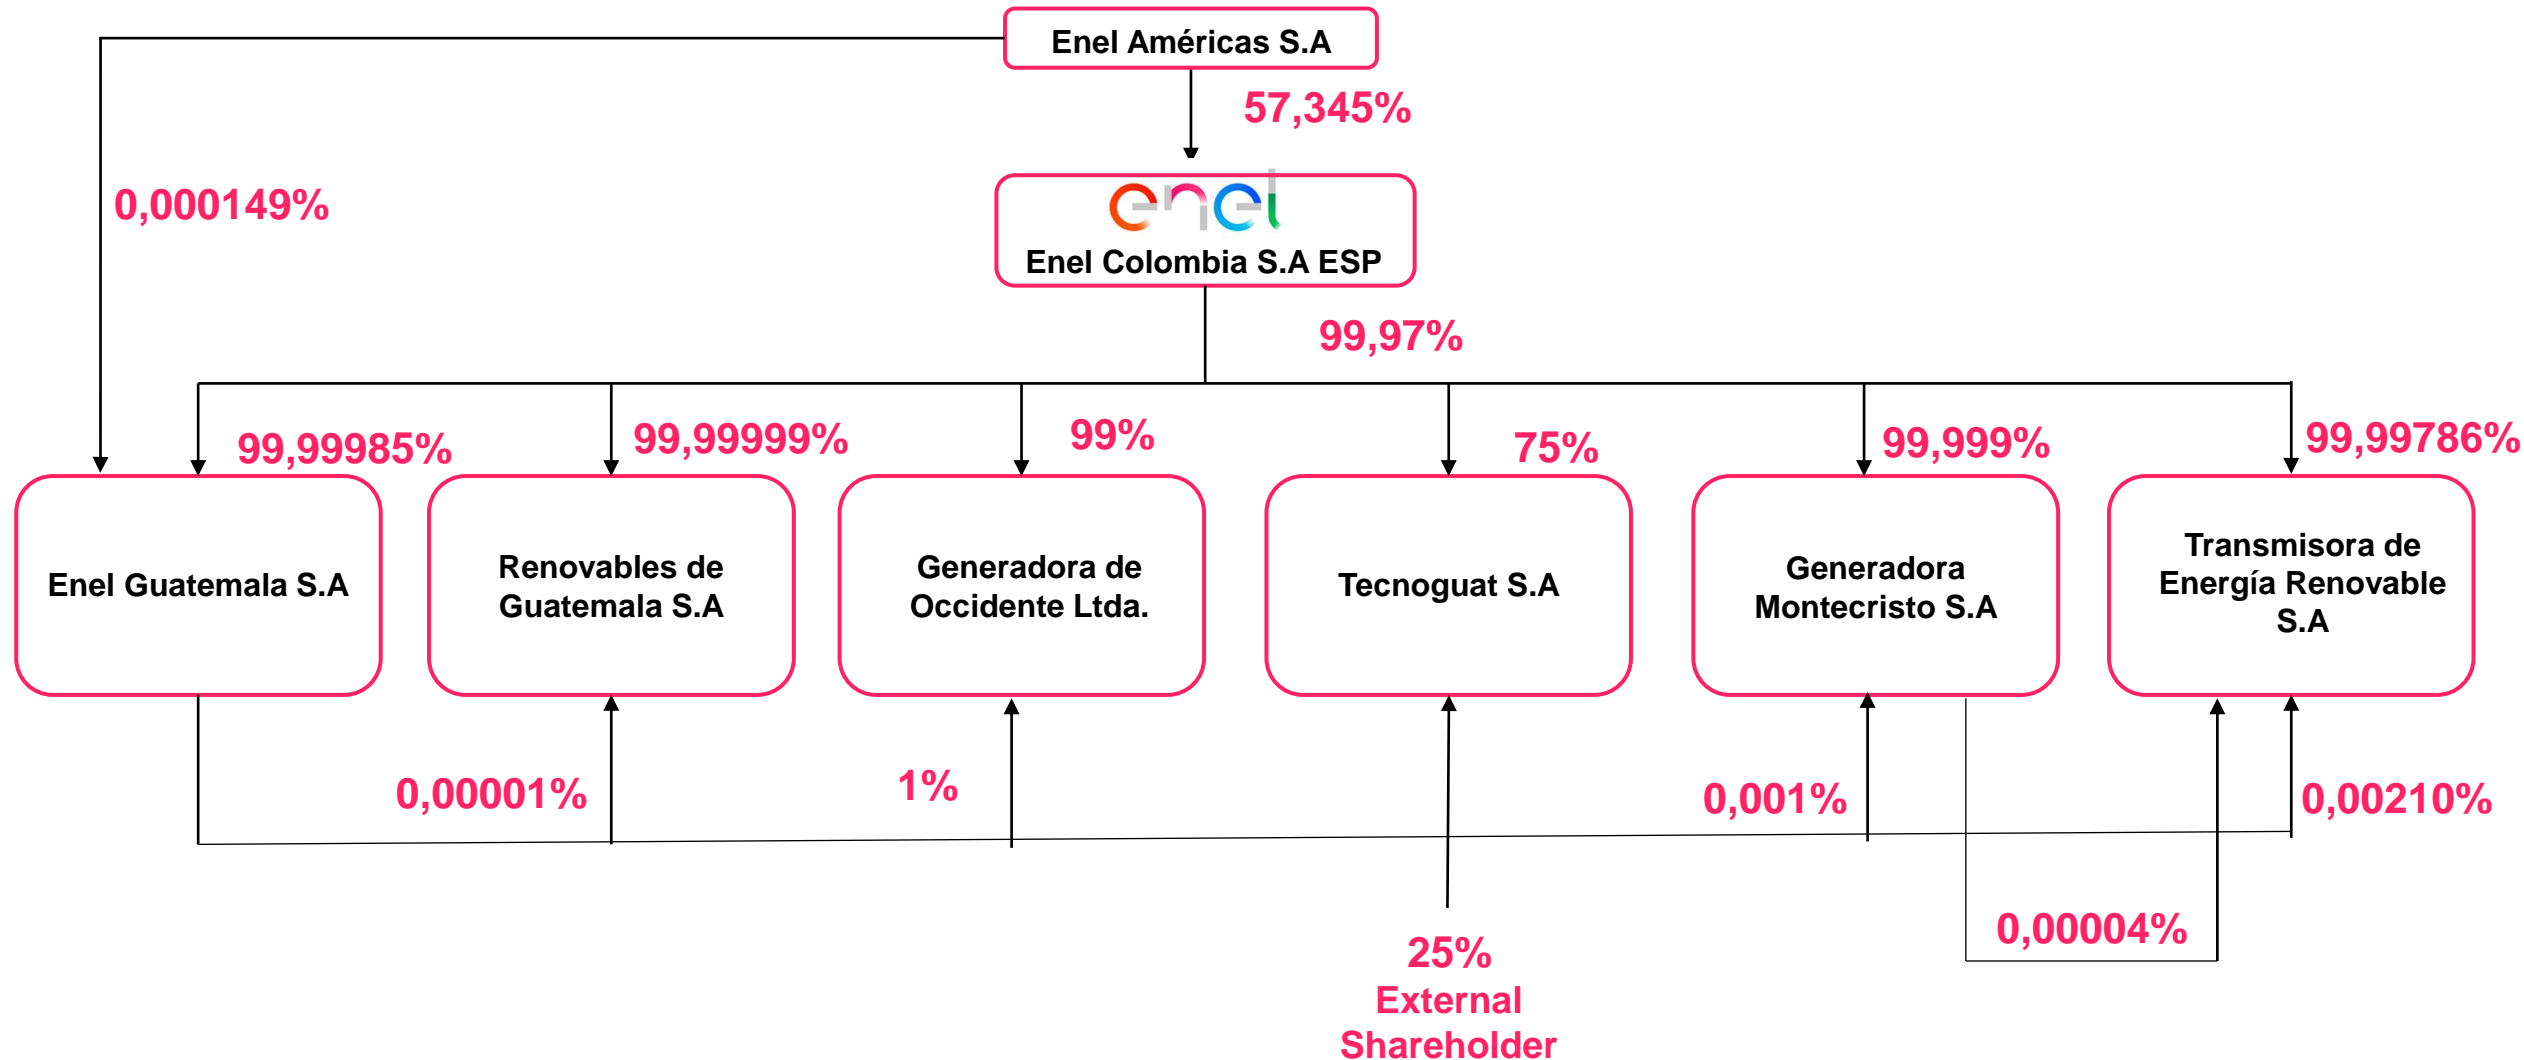 Enel Américas S.A
57,345%
0,000149%
enel
Enel Colombia S.A ESP
99,97%
99,99985%
99,99999%
99%
75%
99,999%
99,99786%
Enel Guatemala S.A
Renovables de
Guatemala S.A
Generadora de
Occidente Ltda.
Tecnoguat S.A
Generadora
Montecristo S.A
Transmisora de
Energía Renovable
S.A
0,00001%
1%
0,001%
0,00210%
0,00004%
25%
External
Shareholder